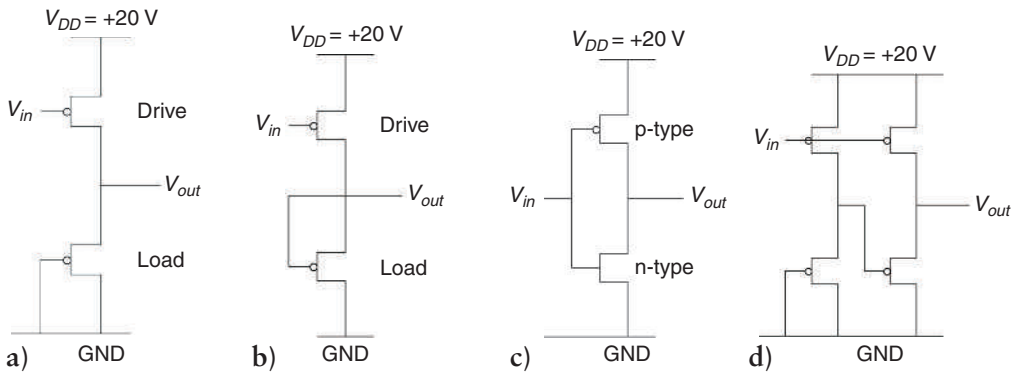 V_DD = +20 V
V_in
Drive
V_out
Load
GND
a)
V_DD = +20 V
V_in
Drive
V_out
Load
GND
b)
V_DD = +20 V
p-type
V_in
V_out
n-type
GND
c)
V_DD = +20 V
V_in
V_out
GND
d)